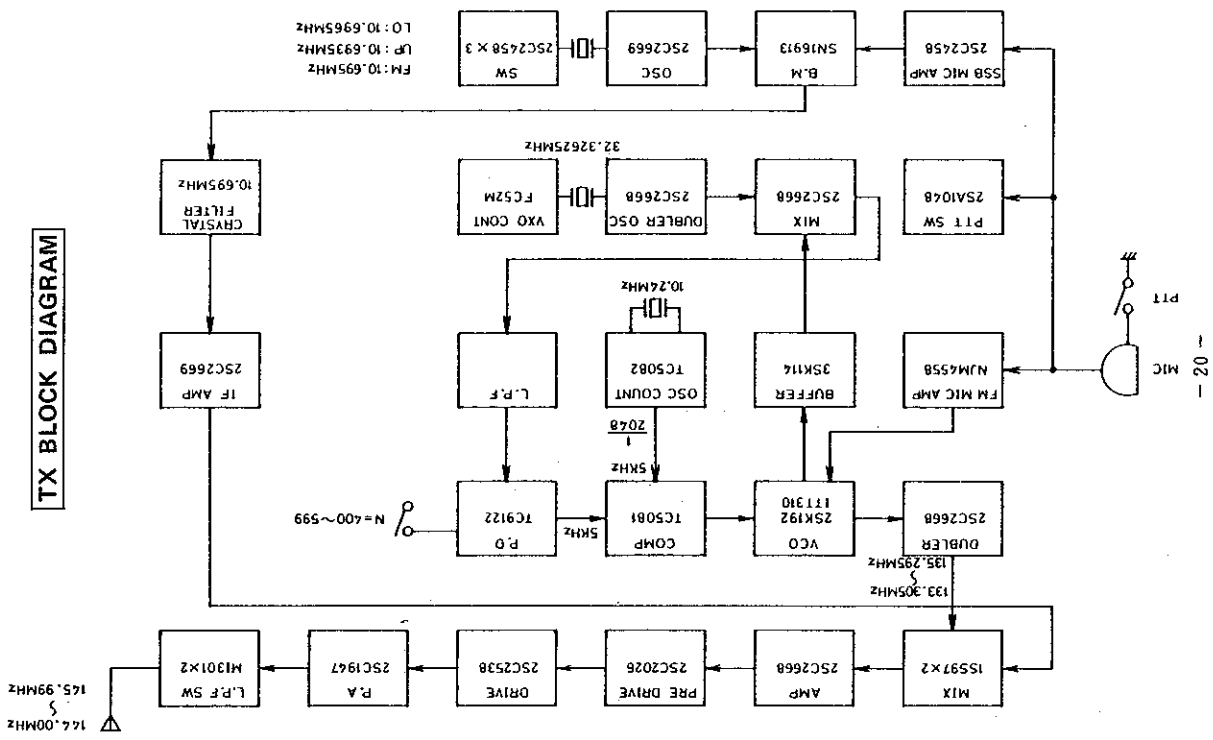 TX BLOCK DIAGRAM
MIX
1SS97×2
AMP
2SC2668
PRE DRIVE
2SC2026
DRIVE
2SC2538
P.A
2SC1947
L.P.F SW
MI301×2
144.00MHz
~
145.99MHz
133.305MHz
~
135.295MHz
DUBLER
2SC2668
VCO
2SK192
ITT310
COMP
TC5081
5KHz
P.D
TC9122
N=400~599
5KHz
1
2048
MIC
PTT
FM MIC AMP
NJM4558
BUFFER
3SK114
OSC COUNT
TC5082
10.24MHz
L.P.F
IF AMP
2SC2669
PTT SW
2SA1048
MIX
2SC2668
DUBLER OSC
2SC2668
VXO CONT
FC52M
32.32625MHz
CRYSTAL
FILTER
10.695MHz
SSB MIC AMP
2SC2458
B.M
SN16913
OSC
2SC2669
SW
2SC2458×3
FM:10.695MHz
UP:10.6935MHz
LO:10.6965MHz
- 20 -